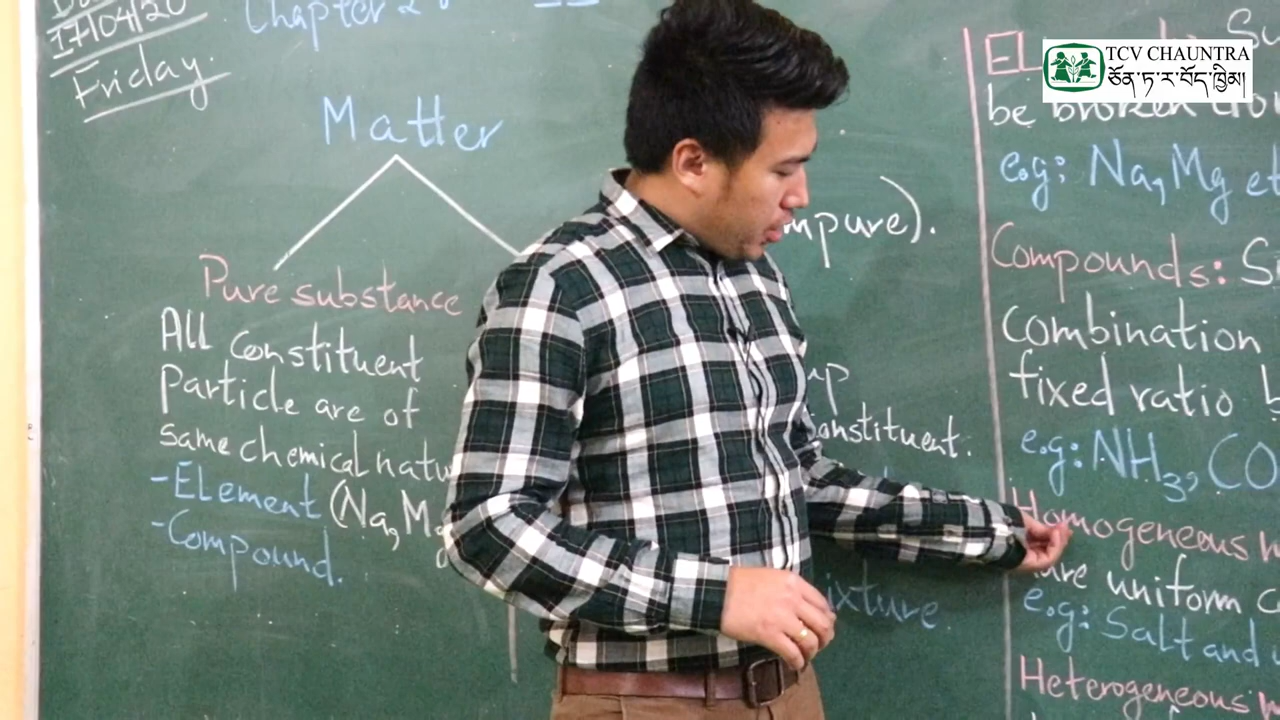 17/04/20
Friday.
Chapter 2
Matter
Pure substance
All constituent
Particle are of
same chemical natu
-Element (Na, Mg
-Compound.
mpure).
constituent.
ixture.
TCV CHAUNTRA
ཆོན་ཏ་ར་བོད་ཁྱིམ།
EL
be broken
e.g: Na, Mg et
Compounds: S
Combination
fixed ratio
e.g: NH3, CO
Homogeneous m
uniform c
e.g: Salt and
Heterogeneous m